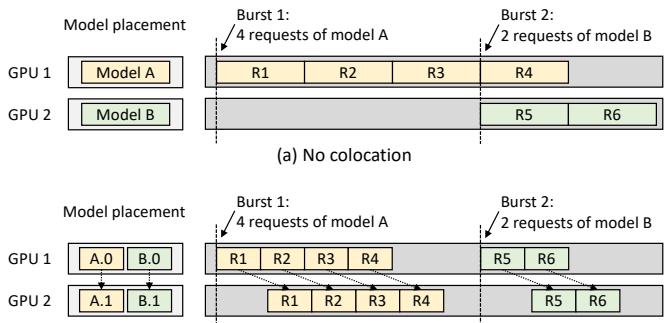 Model placement
Burst 1:
4 requests of model A
Burst 2:
2 requests of model B
GPU 1
Model A
R1
R2
R3
R4
GPU 2
Model B
R5
R6
(a) No colocation
Model placement
Burst 1:
4 requests of model A
Burst 2:
2 requests of model B
GPU 1
A.0
B.0
R1
R2
R3
R4
R5
R6
GPU 2
A.1
B.1
R1
R2
R3
R4
R5
R6